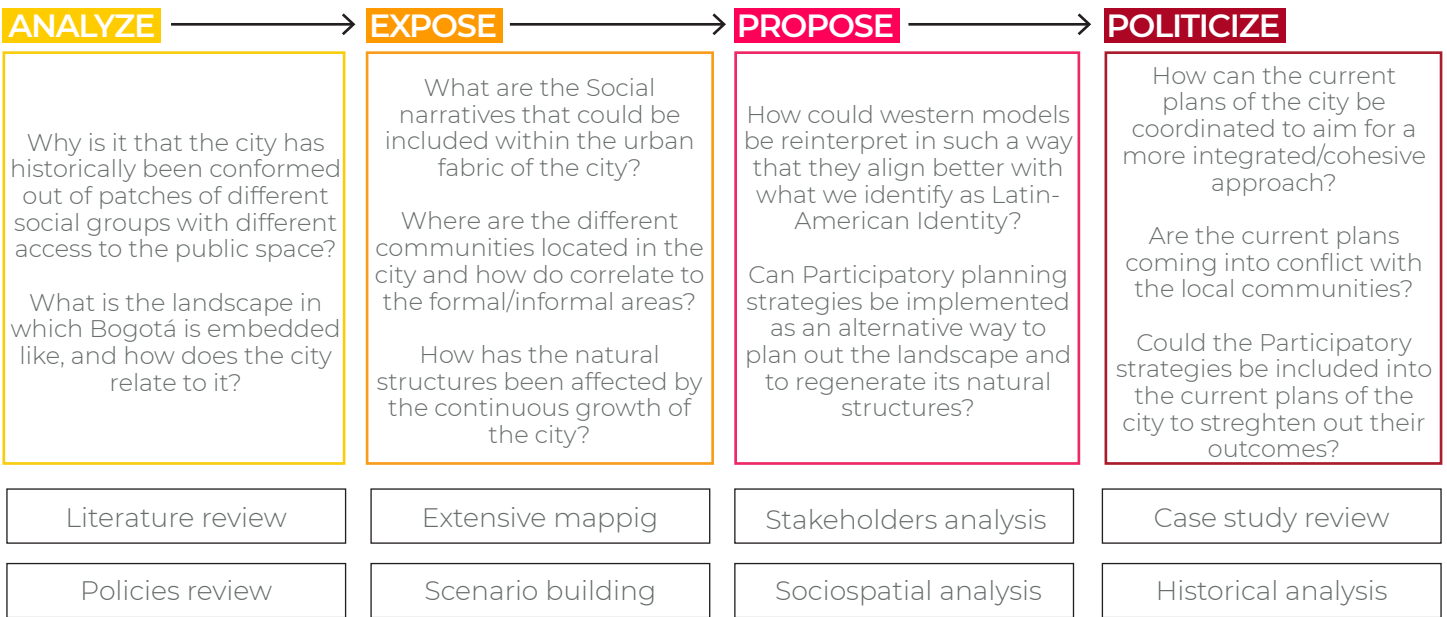 ANALYZE
Why is it that the city has
historically been conformed
out of patches of different
social groups with different
access to the public space?
What is the landscape in
which Bogotá is embedded
like, and how does the city
relate to it?
EXPOSE
What are the Social
narratives that could be
included within the urban
fabric of the city?
Where are the different
communities located in the
city and how do correlate to
the formal/informal areas?
How has the natural
structures been affected by
the continuous growth of
the city?
PROPOSE
How could western models
be reinterpret in such a way
that they align better with
what we identify as Latin-
American Identity?
Can Participatory planning
strategies be implemented
as an alternative way to
plan out the landscape and
to regenerate its natural
structures?
POLITICIZE
How can the current
plans of the city be
coordinated to aim for a
more integrated/cohesive
approach?
Are the current plans
coming into conflict with
the local communities?
Could the Participatory
strategies be included into
the current plans of the
city to streghten out their
outcomes?
Literature review
Extensive mappig
Stakeholders analysis
Case study review
Policies review
Scenario building
Sociospatial analysis
Historical analysis